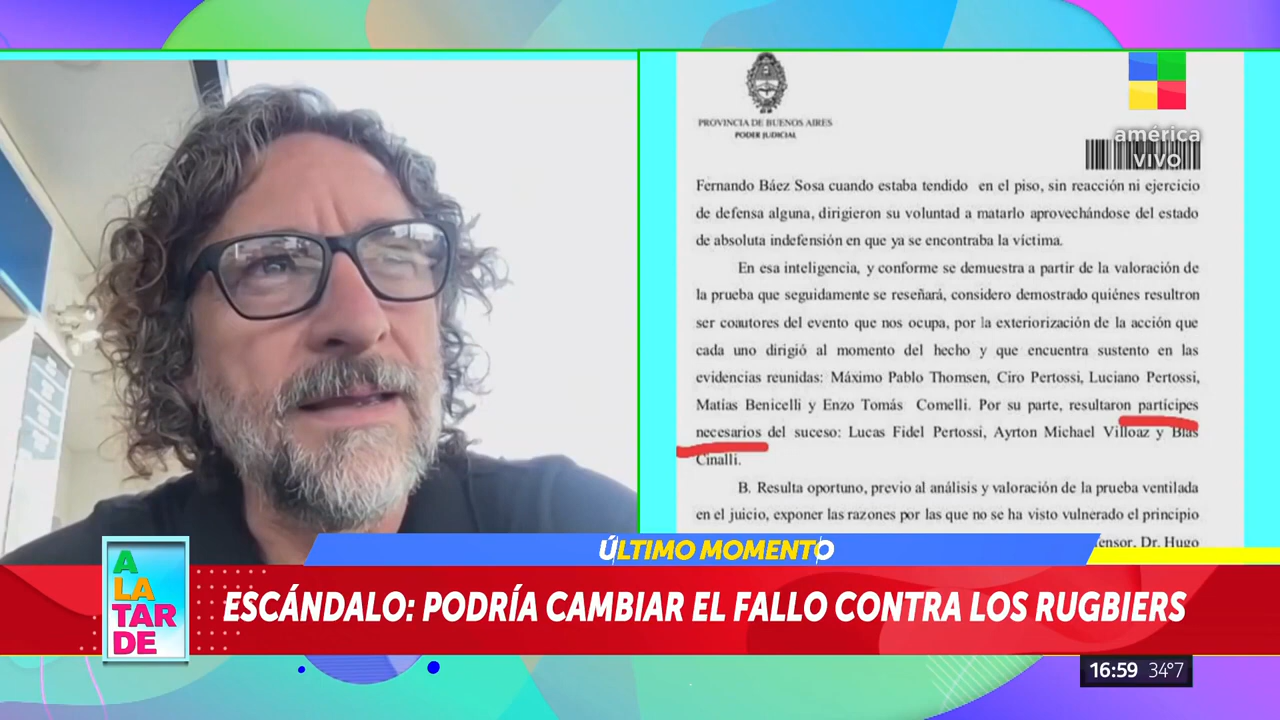 PROVINCIA DE BUENOS AIRES
PODER JUDICIAL
américa
VIVO
Fernando Báez Sosa cuando estaba tendido en el piso, sin reacción ni ejercicio
de defensa alguna, dirigieron su voluntad a matarlo aprovechándose del estado
de absoluta indefensión en que ya se encontraba la víctima.
En esa inteligencia, y conforme se demuestra a partir de la valoración de
la prueba que seguidamente se reseñará, considero demostrado quiénes resultron
ser coautores del evento que nos ocupa, por la exteriorización de la acción que
cada uno dirigió al momento del hecho y que encuentra sustento en las
evidencias reunidas: Máximo Pablo Thomsen, Ciro Pertossi, Luciano Pertossi,
Matías Benicelli y Enzo Tomás Comelli. Por su parte, resultaron partícipes
necesarios del suceso: Lucas Fidel Pertossi, Ayrton Michael Villoaz y Blas
Cinalli.
B. Resulta oportuno, previo al análisis y valoración de la prueba ventilada
en el juicio, exponer las razones por las que no se ha visto vulnerado el principio
Dr. Hugo
ÚLTIMO MOMENTO
A
LA
TAR
DE
ESCÁNDALO: PODRÍA CAMBIAR EL FALLO CONTRA LOS RUGBIERS
16:59 34°7